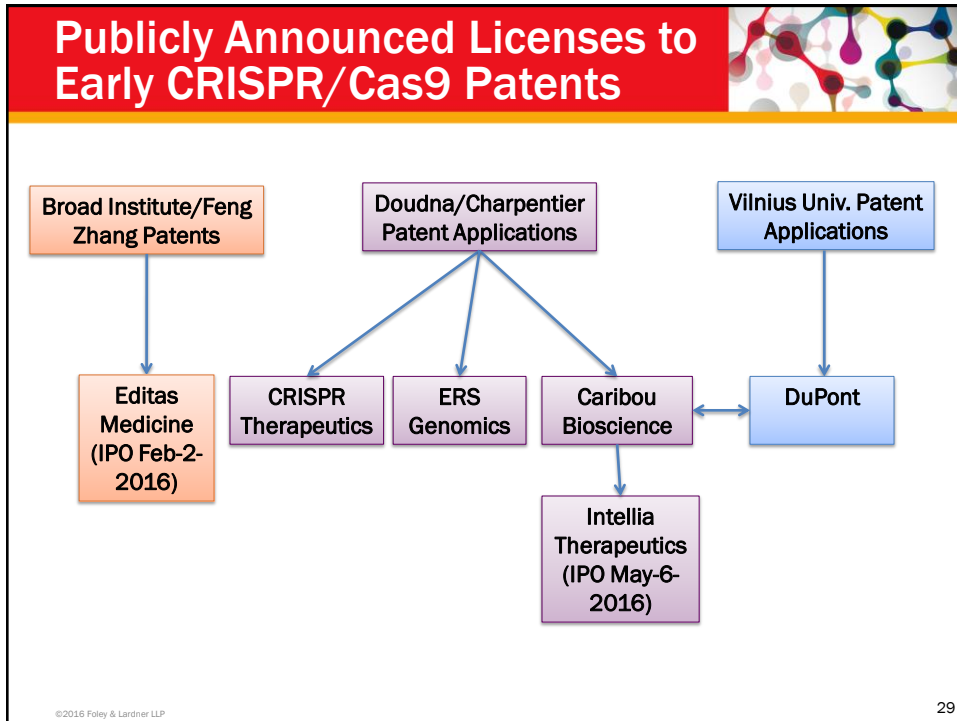 Publicly Announced Licenses to
Early CRISPR/Cas9 Patents
Broad Institute/Feng
Zhang Patents
Doudna/Charpentier
Patent Applications
Vilnius Univ. Patent
Applications
Editas
Medicine
(IPO Feb-2-
2016)
CRISPR
Therapeutics
ERS
Genomics
Caribou
Bioscience
DuPont
Intellia
Therapeutics
(IPO May-6-
2016)
©2016 Foley & Lardner LLP
29